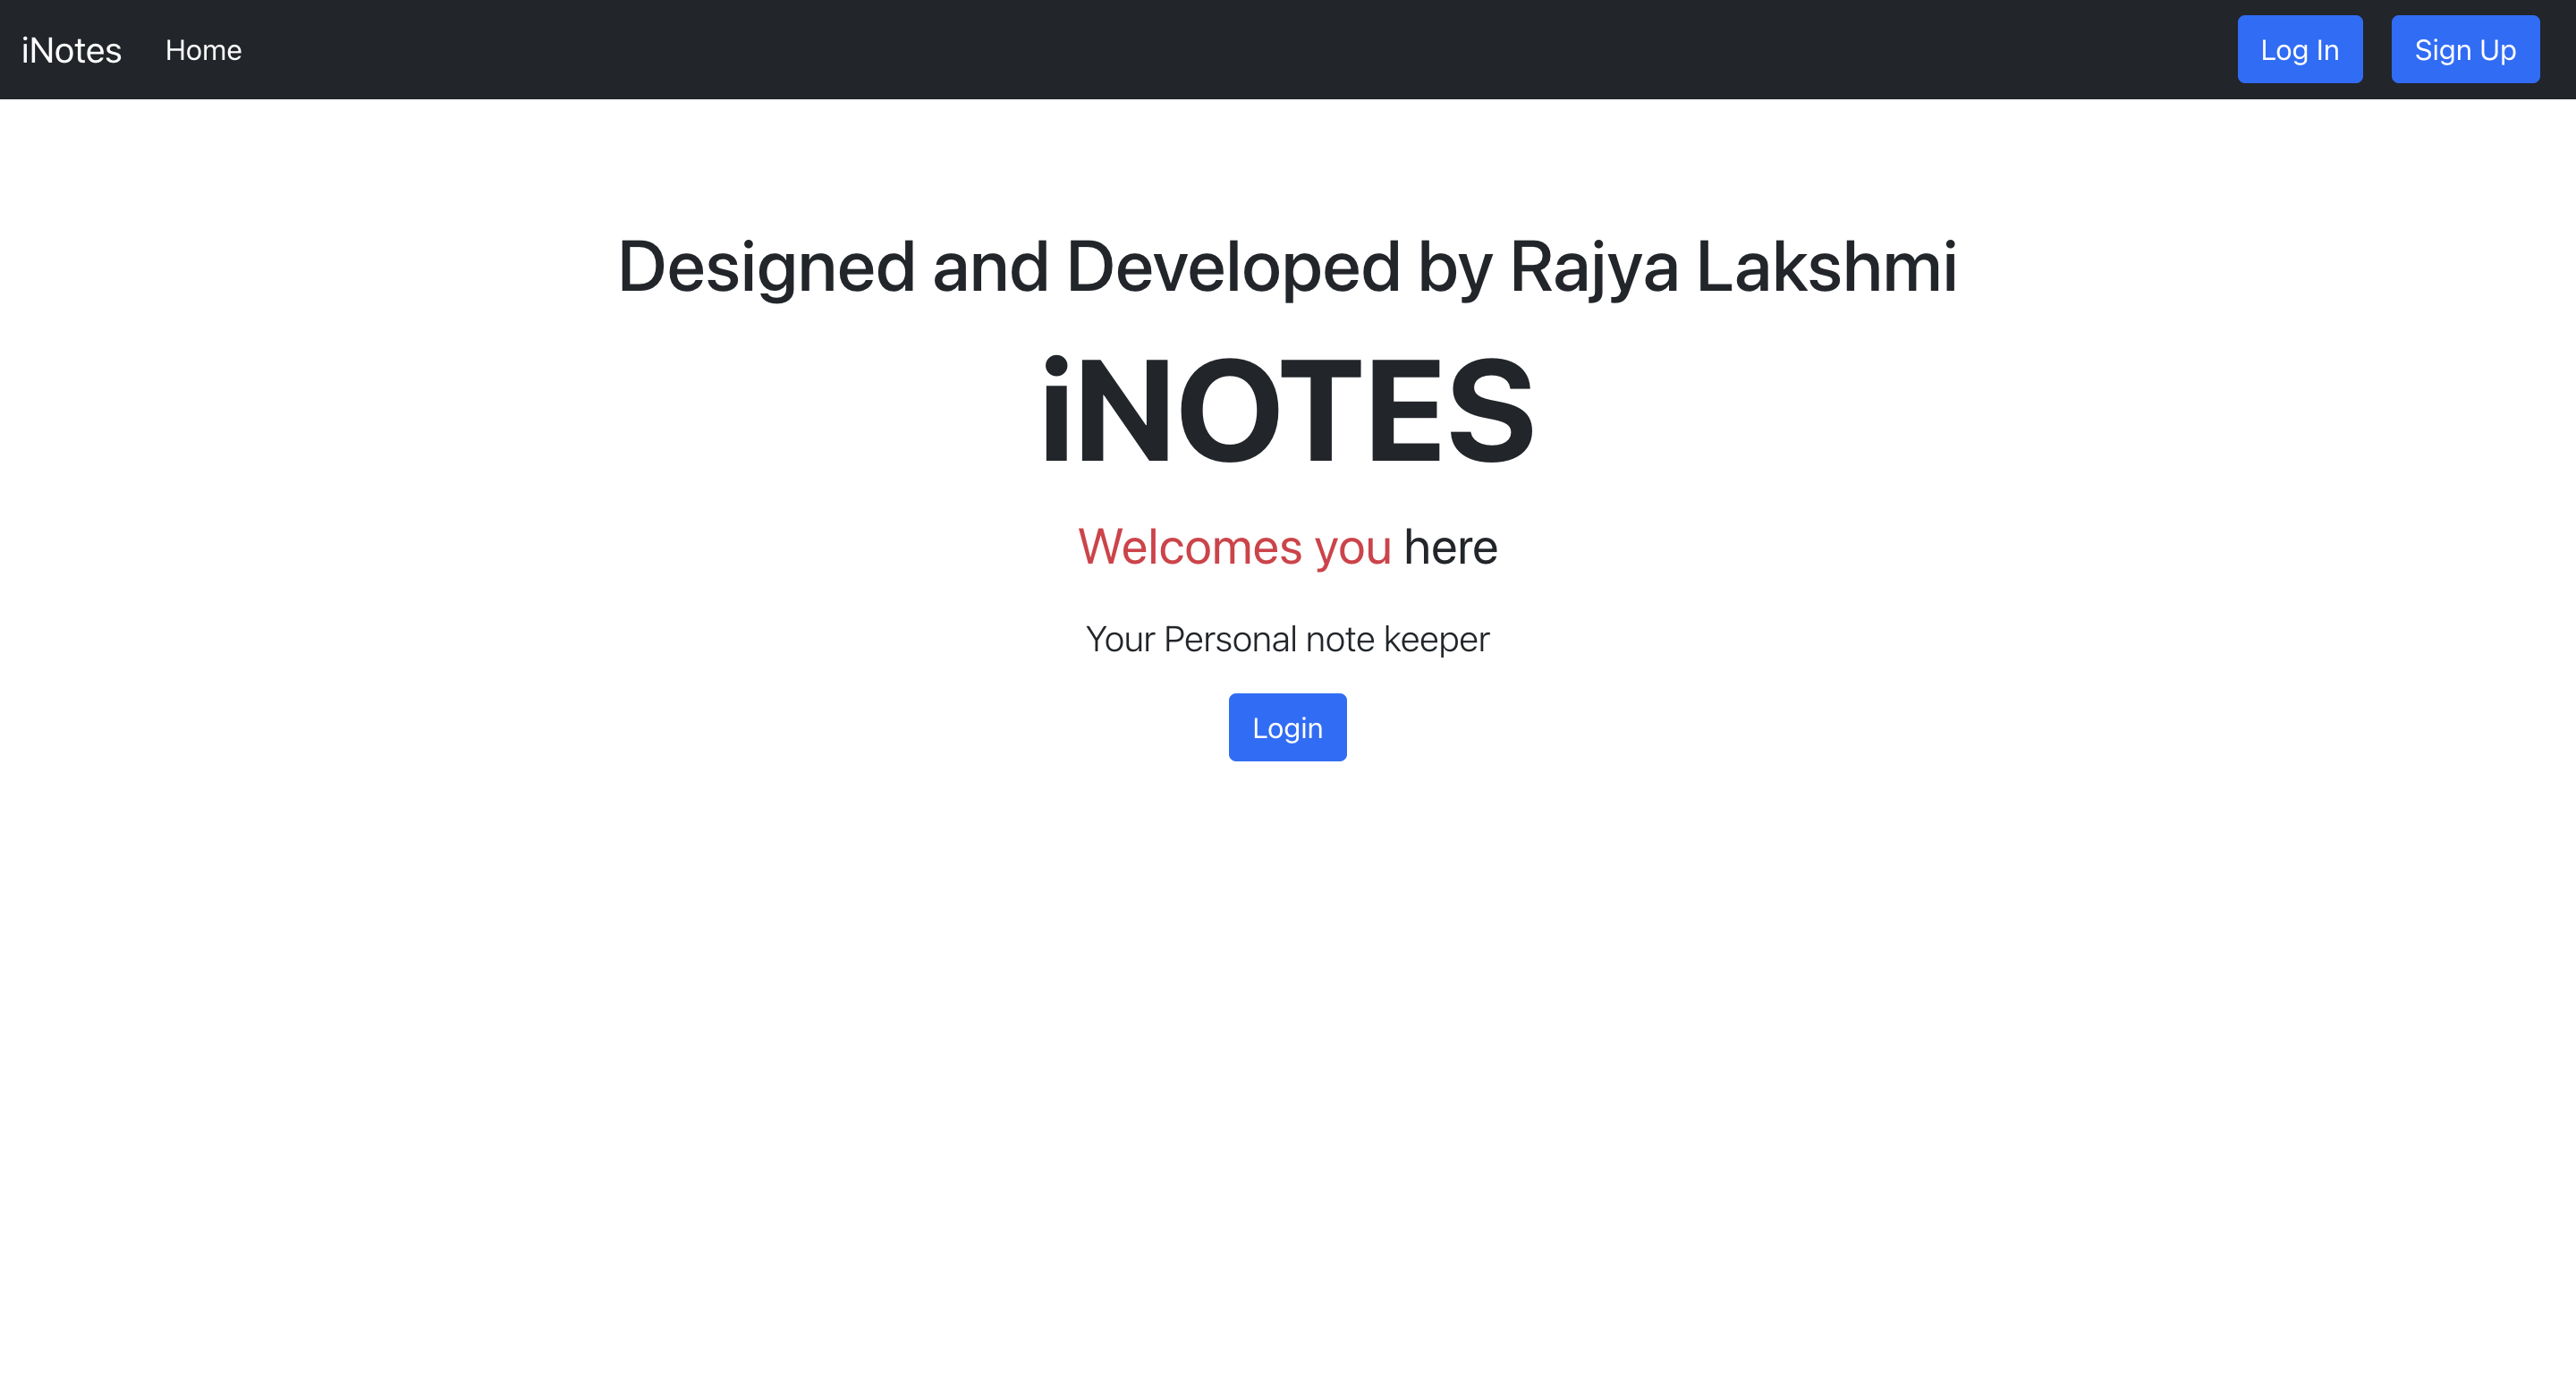 iNotes Home Log In Sign Up
Designed and Developed by Rajya Lakshmi
iNOTES
Welcomes you here
Your Personal note keeper
Login